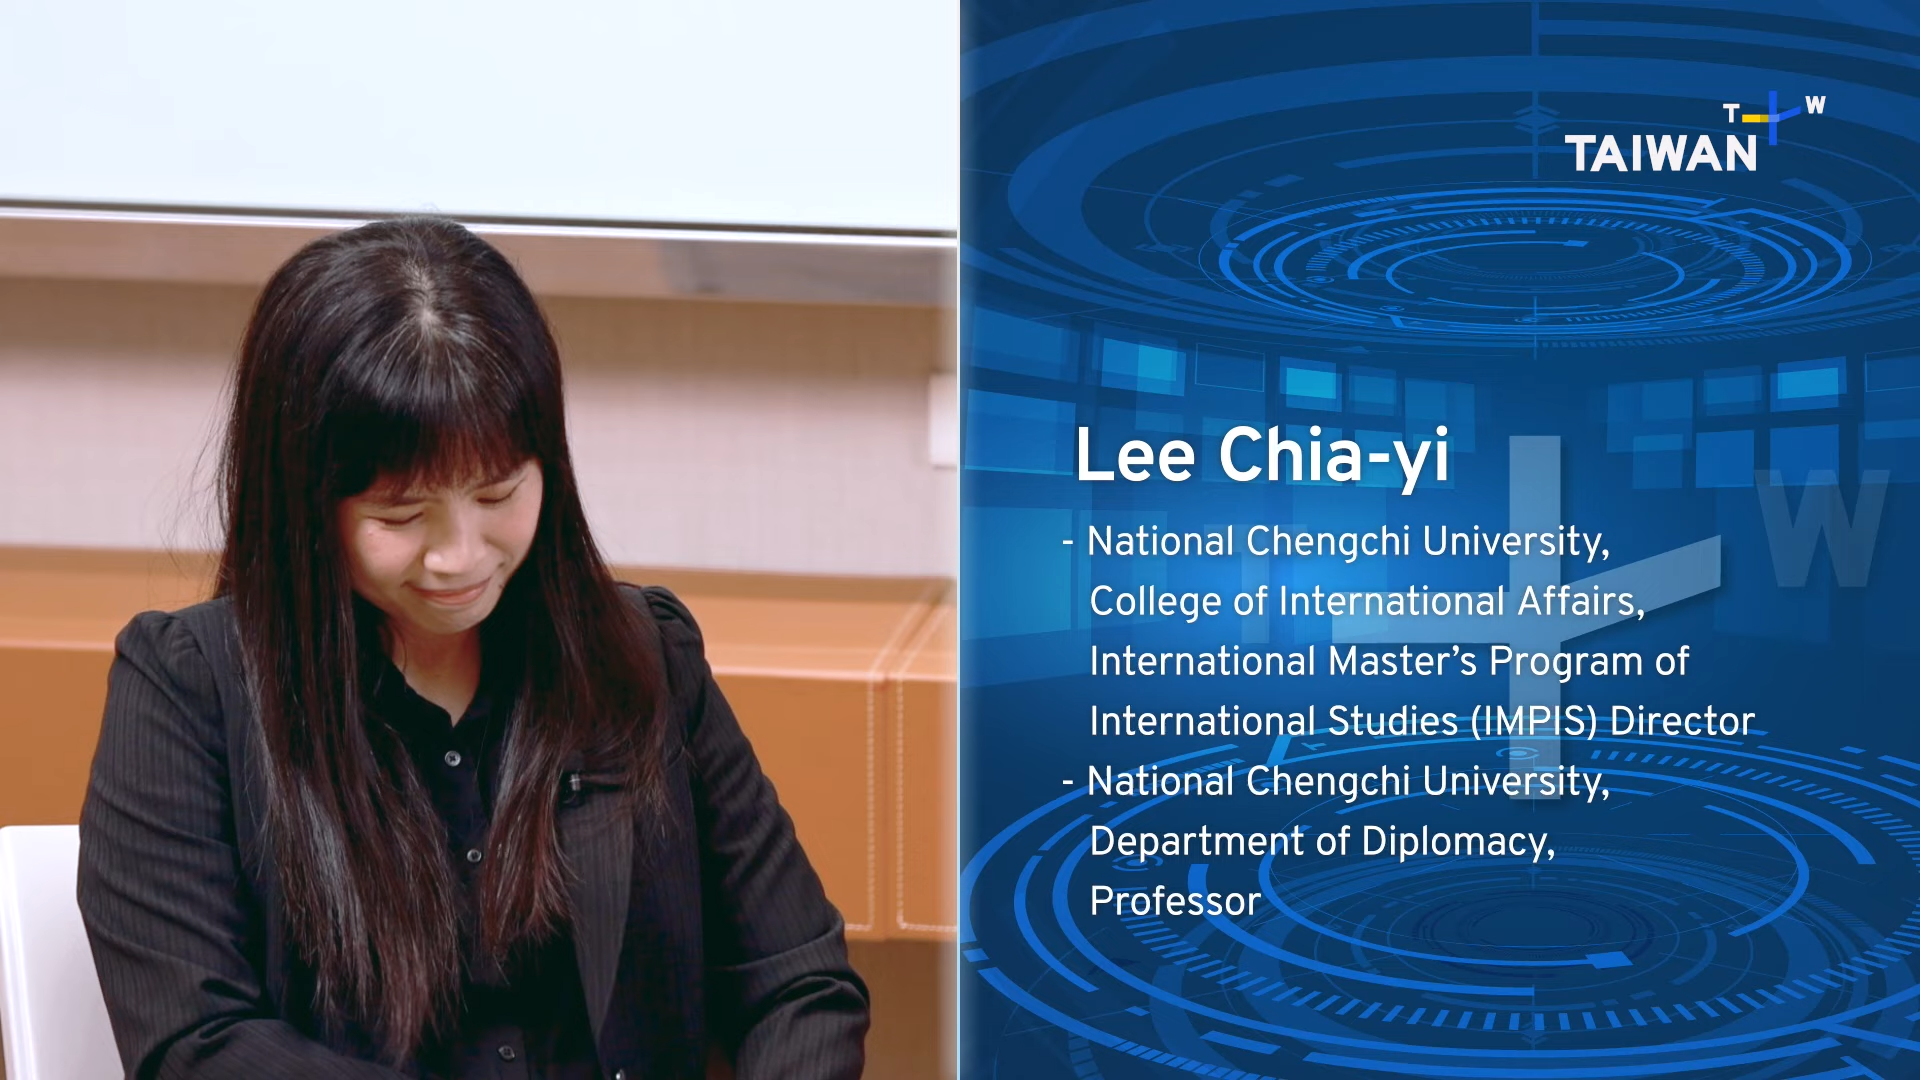 T W
TAIWAN
Lee Chia-yi
- National Chengchi University,
College of International Affairs,
International Master’s Program of
International Studies (IMPIS) Director
- National Chengchi University,
Department of Diplomacy,
Professor
T W